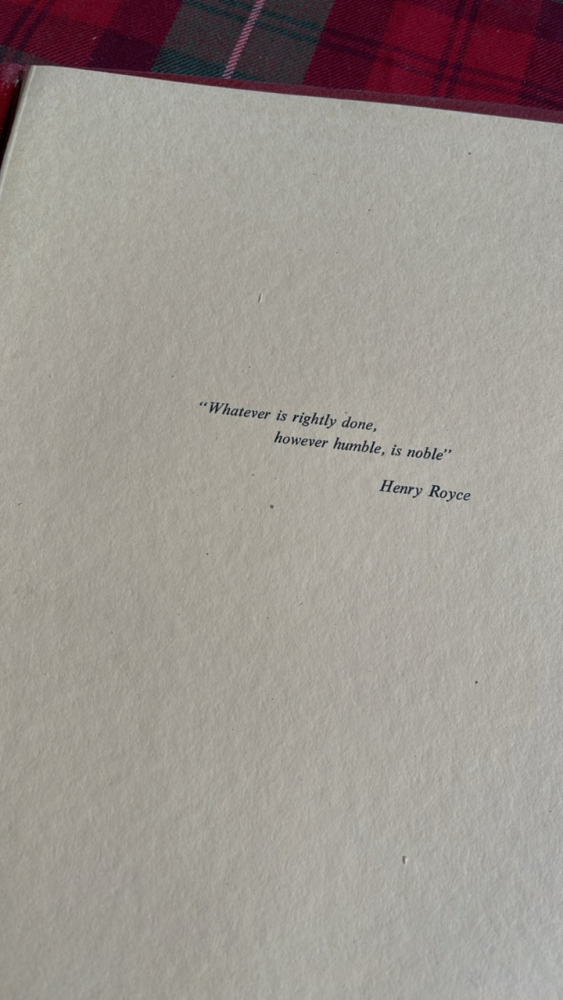 “Whatever is rightly done,
however humble, is noble”
Henry Royce